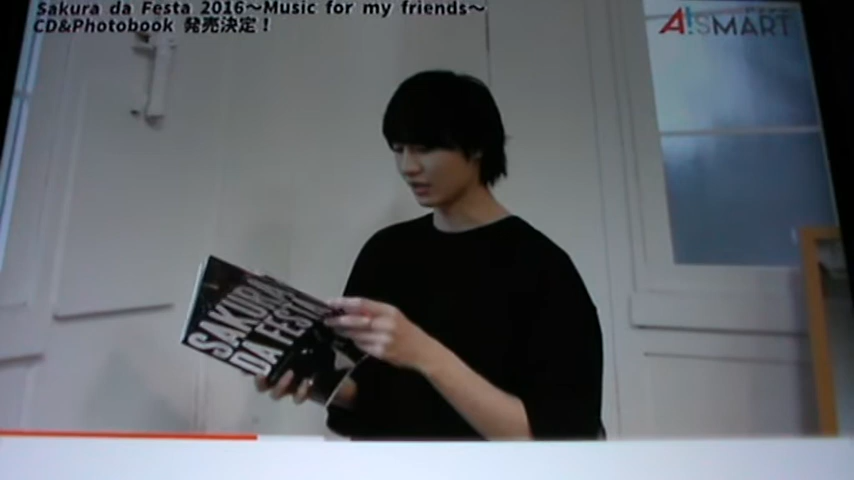 Sakura da Festa 2016～Music for my friends～
CD&Photobook 発売決定！
A!SMART
SAKURA
DA FESTA